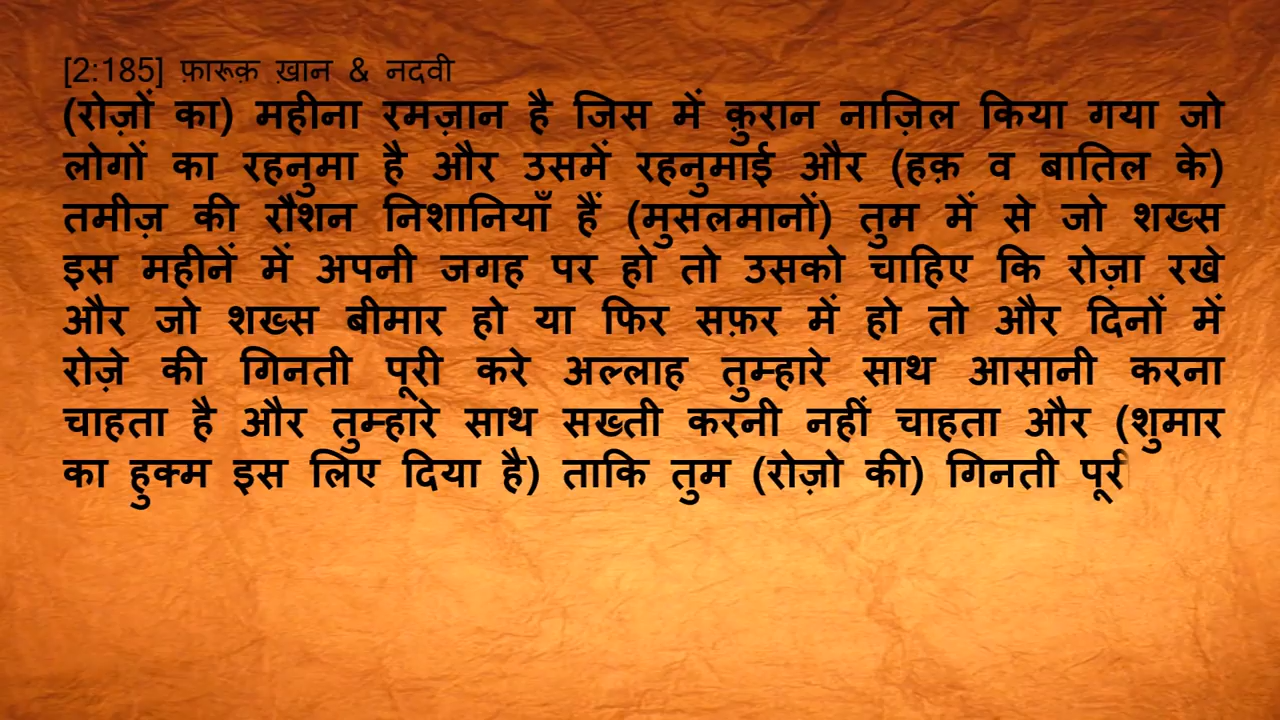 [2:185] फ़ारूक़ ख़ान & नदवी
(रोज़ों का) महीना रमज़ान है जिस में क़ुरान नाज़िल किया गया जो
लोगों का रहनुमा है और उसमें रहनुमाई और (हक़ व बातिल के)
तमीज़ की रौशन निशानियाँ हैं (मुसलमानों) तुम में से जो शख्स
इस महीनें में अपनी जगह पर हो तो उसको चाहिए कि रोज़ा रखे
और जो शख्स बीमार हो या फिर सफ़र में हो तो और दिनों में
रोज़े की गिनती पूरी करे अल्लाह तुम्हारे साथ आसानी करना
चाहता है और तुम्हारे साथ सख्ती करनी नहीं चाहता और (शुमार
का हुक्म इस लिए दिया है) ताकि तुम (रोज़ो की) गिनती